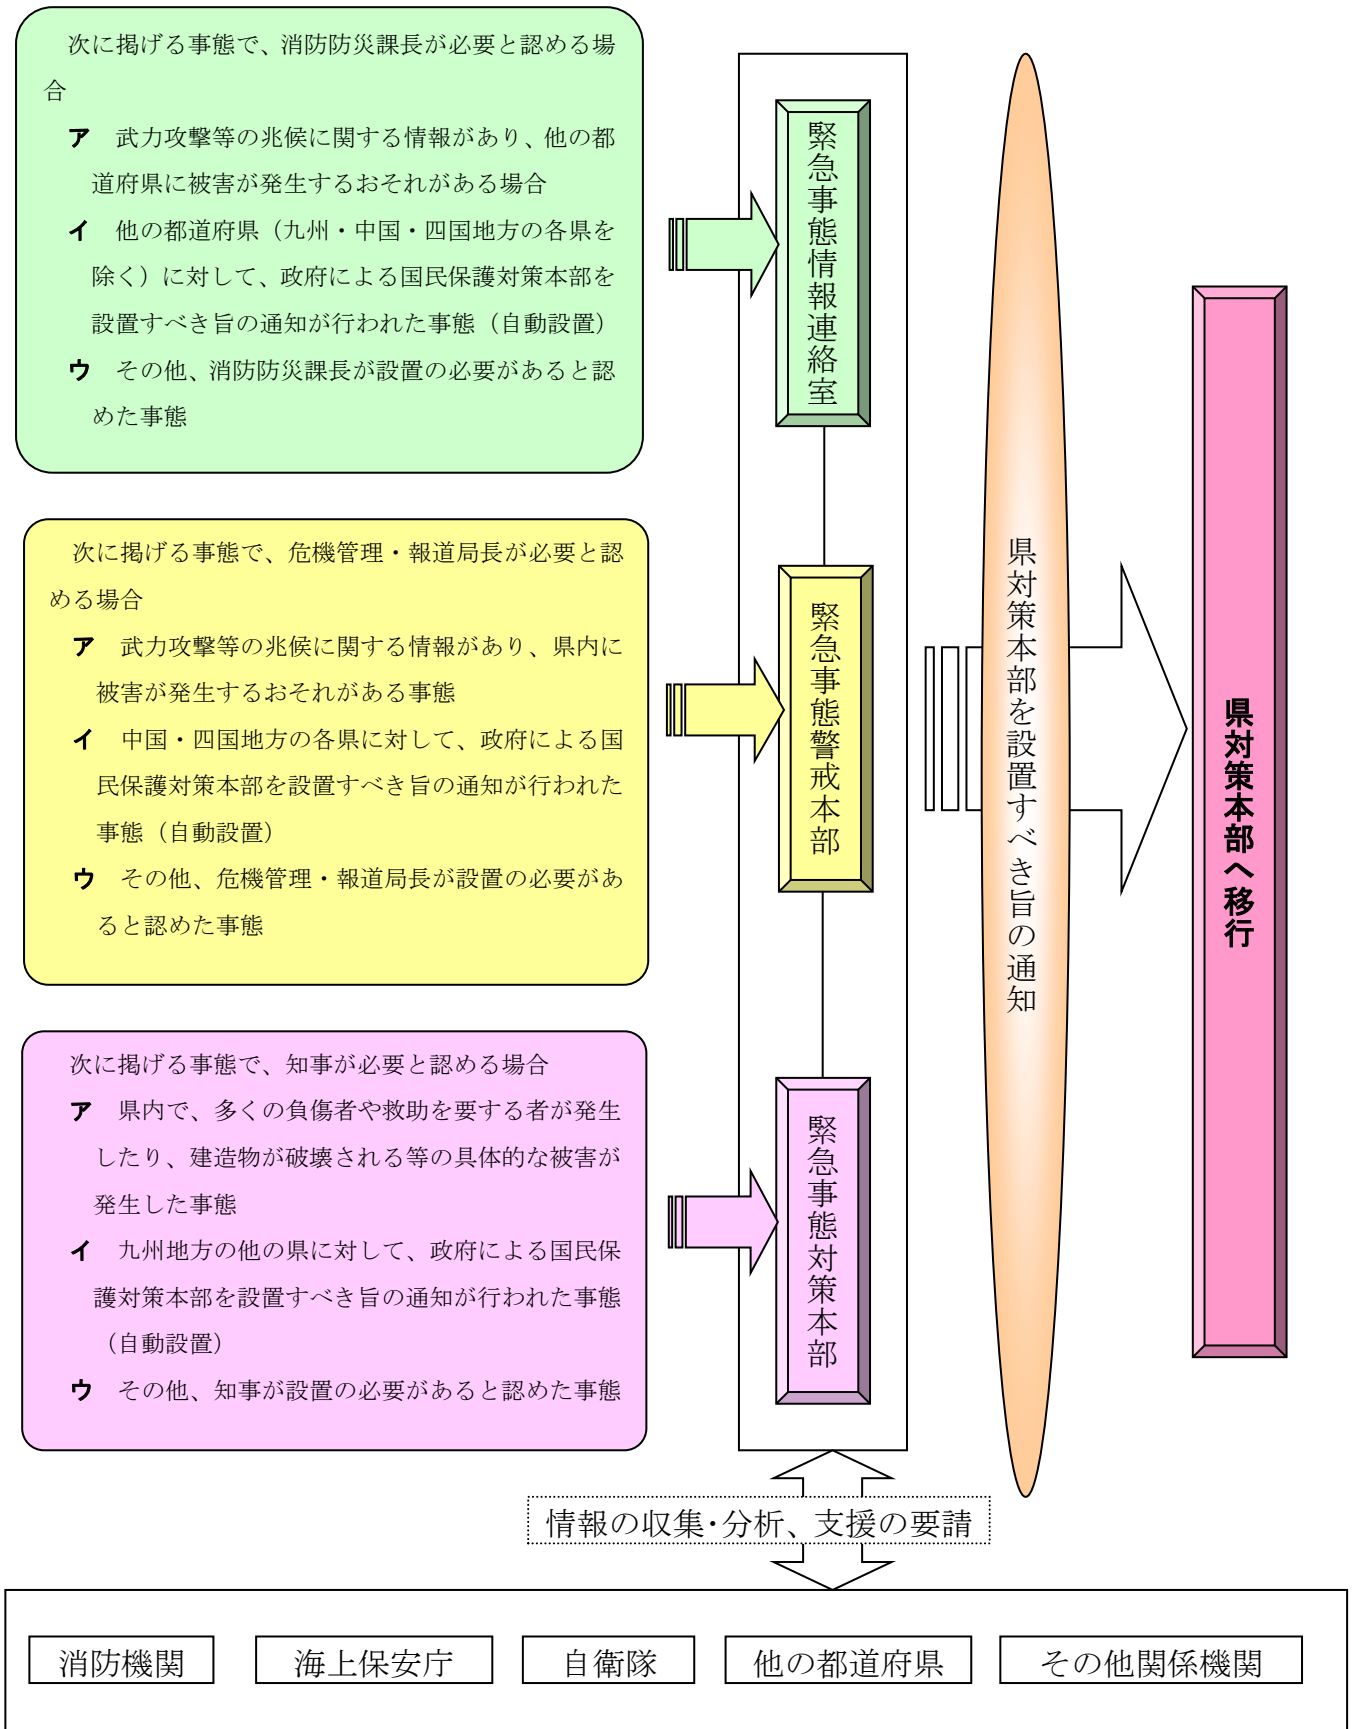 次に掲げる事態で、消防防災課長が必要と認める場
合
ア　武力攻撃等の兆候に関する情報があり、他の都
道府県に被害が発生するおそれがある場合
イ　他の都道府県（九州・中国・四国地方の各県を
除く）に対して、政府による国民保護対策本部を
設置すべき旨の通知が行われた事態（自動設置）
ウ　その他、消防防災課長が設置の必要があると認
めた事態
緊急事態情報連絡室
次に掲げる事態で、危機管理・報道局長が必要と認
める場合
ア　武力攻撃等の兆候に関する情報があり、県内に
被害が発生するおそれがある事態
イ　中国・四国地方の各県に対して、政府による国
民保護対策本部を設置すべき旨の通知が行われた
事態（自動設置）
ウ　その他、危機管理・報道局長が設置の必要があ
ると認めた事態
緊急事態警戒本部
次に掲げる事態で、知事が必要と認める場合
ア　県内で、多くの負傷者や救助を要する者が発生
したり、建造物が破壊される等の具体的な被害が
発生した事態
イ　九州地方の他の県に対して、政府による国民保
護対策本部を設置すべき旨の通知が行われた事態
（自動設置）
ウ　その他、知事が設置の必要があると認めた事態
緊急事態対策本部
県対策本部を設置すべき旨の通知
県対策本部へ移行
情報の収集・分析、支援の要請
消防機関
海上保安庁
自衛隊
他の都道府県
その他関係機関